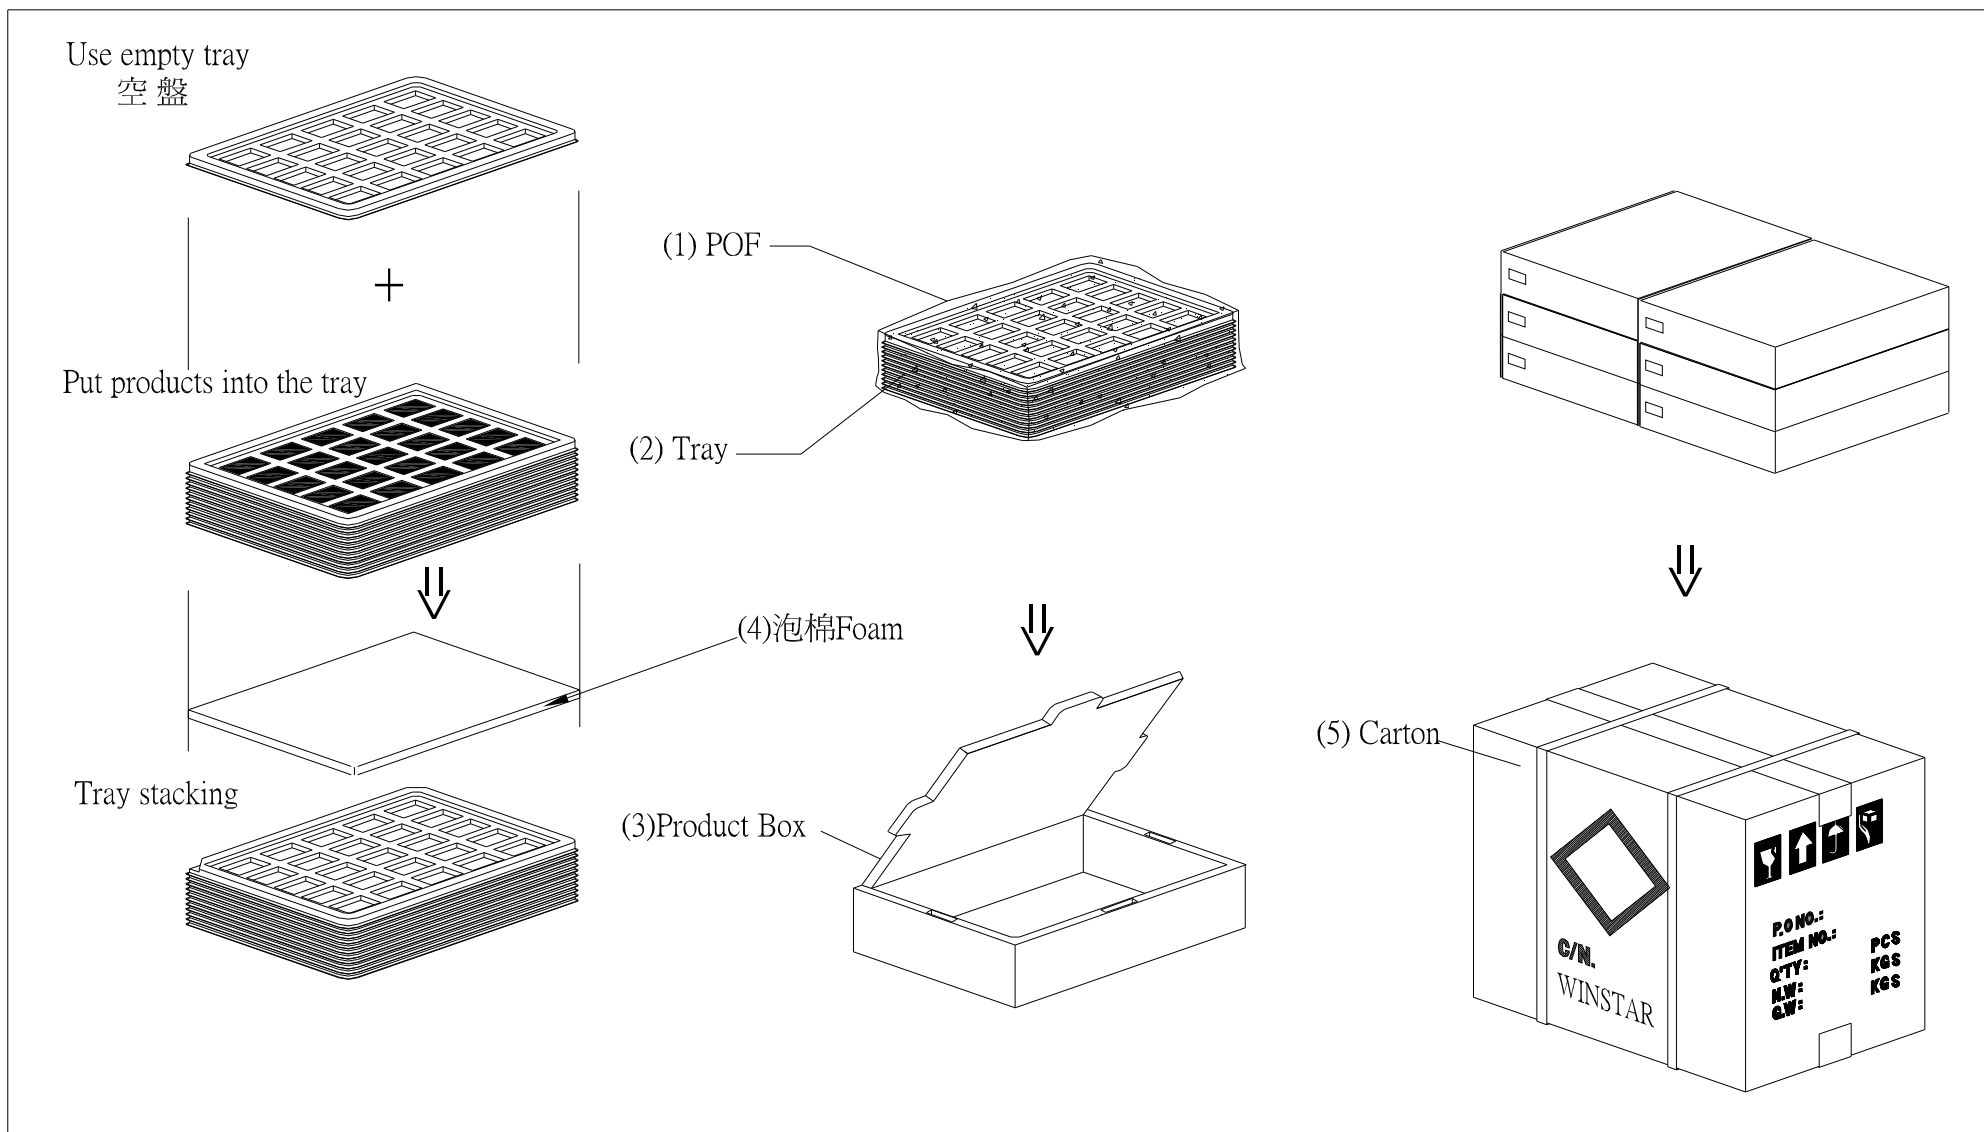 Use empty tray
空 盤
Put products into the tray
Tray stacking
(1) POF
(2) Tray
(4)泡棉Foam
(3)Product Box
(5) Carton
C/N.
WINSTAR
P.O NO.:
ITEM NO.:
Q'TY: PCS
N.W: KGS
G.W: KGS